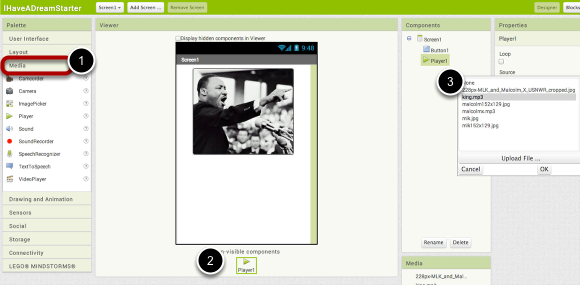 IHaveADreamStarter
Screen1
Add Screen ...
Remove Screen
Designer
Blocks
Palette
User Interface
Layout
Media
1
Camcorder
Camera
ImagePicker
Player
Sound
SoundRecorder
SpeechRecognizer
TextToSpeech
VideoPlayer
Drawing and Animation
Sensors
Social
Storage
Connectivity
LEGO® MINDSTORMS®
Viewer
Display hidden components in Viewer
9:48
Screen1
2
-visible components
Player1
Components
Screen1
Button1
Player1
Rename
Delete
Media
228px-MLK_and_Mal...
Properties
Player1
Loop
Source
3
228px-MLK_and_Malcolm_X_USNWR_cropped.jpg
long.mp3
malcolm152x129.jpg
malcolmx.mp3
mlk.jpg
mlk152x129.jpg
Upload File ...
Cancel
OK